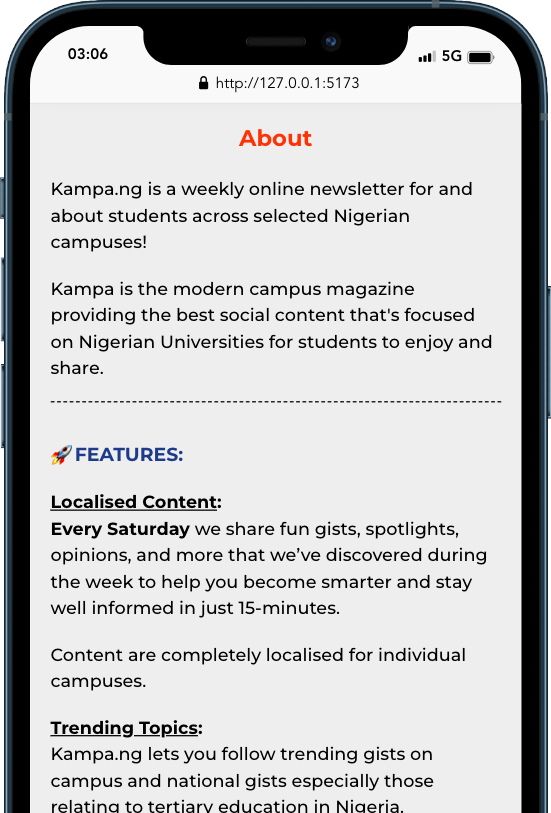 03:06
5G
http://127.0.0.1:5173
About
Kampa.ng is a weekly online newsletter for and
about students across selected Nigerian
campuses!
Kampa is the modern campus magazine
providing the best social content that's focused
on Nigerian Universities for students to enjoy and
share.
🚀FEATURES:
Localised Content:
Every Saturday we share fun gists, spotlights,
opinions, and more that we’ve discovered during
the week to help you become smarter and stay
well informed in just 15-minutes.
Content are completely localised for individual
campuses.
Trending Topics:
Kampa.ng lets you follow trending gists on
campus and national gists especially those
relating to tertiary education in Nigeria.